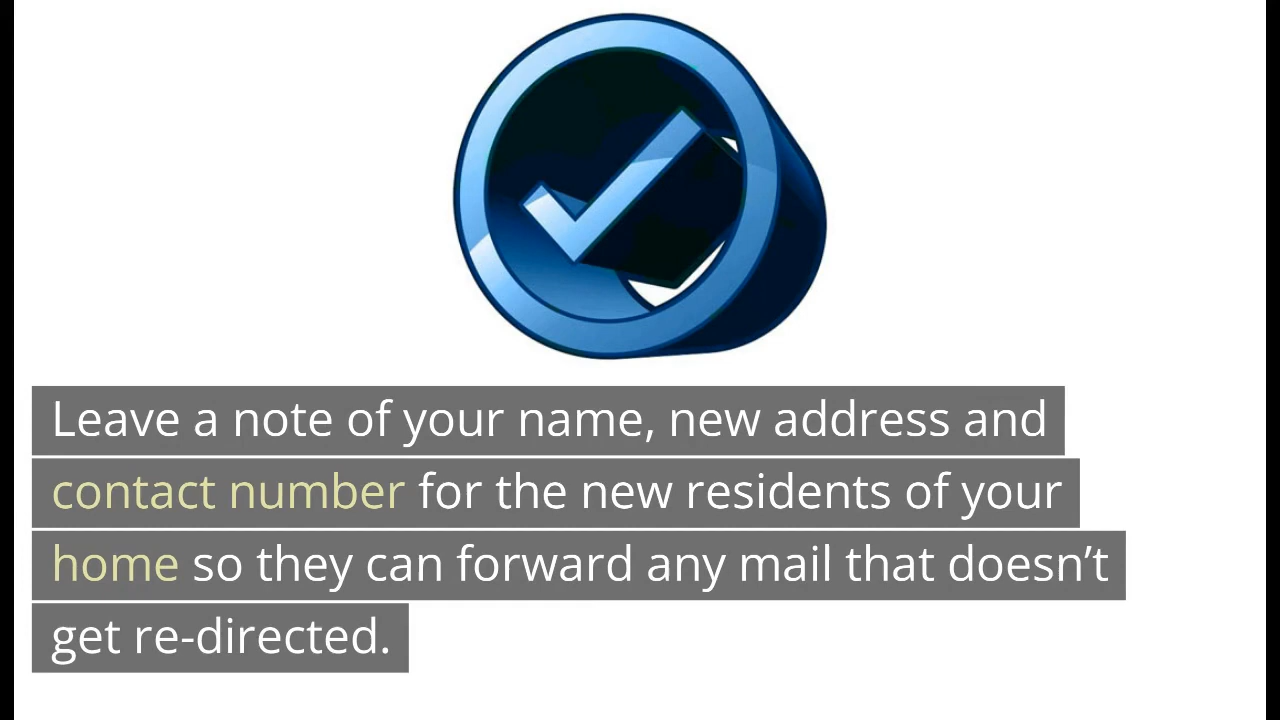 Leave a note of your name, new address and
contact number for the new residents of your
home so they can forward any mail that doesn’t
get re-directed.